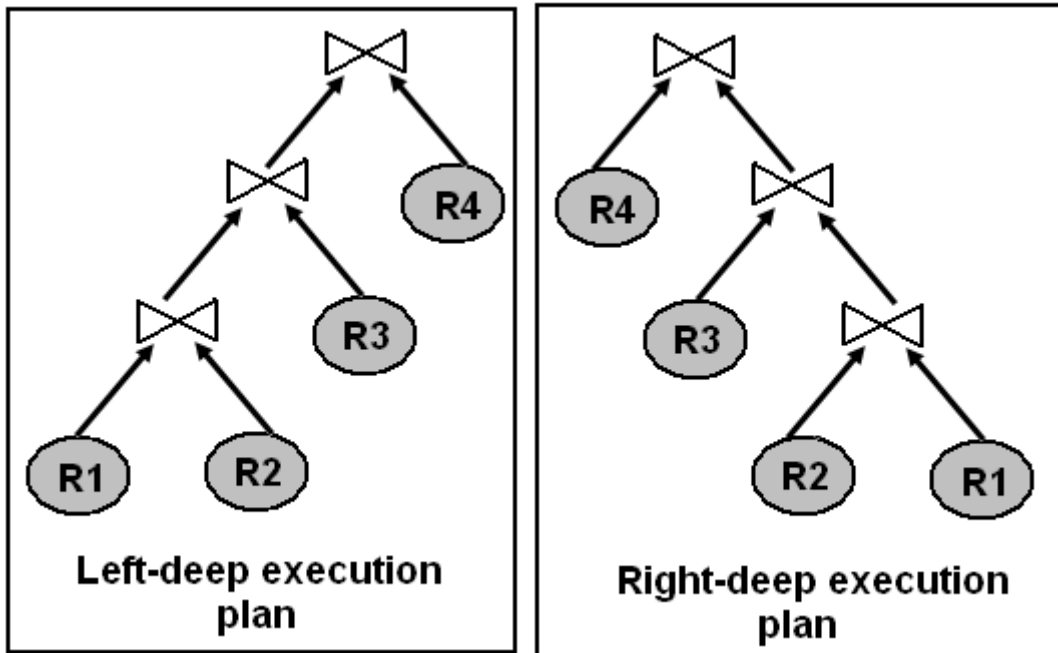 R4
R3
R1
R2
Left-deep execution
plan
R4
R3
R2
R1
Right-deep execution
plan